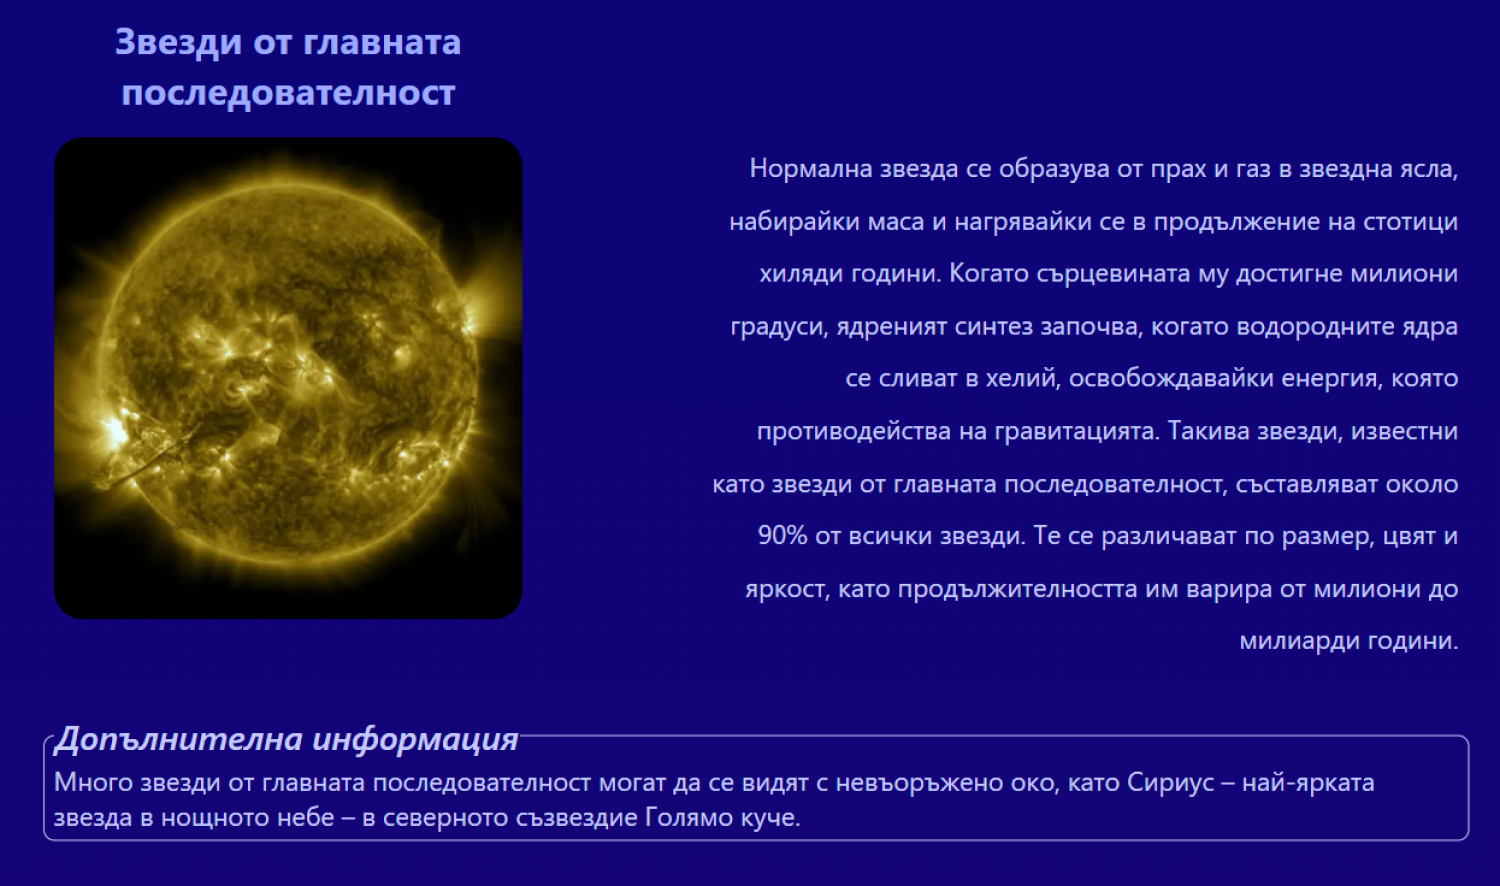 Звезди от главната
последователност
Нормална звезда се образува от прах и газ в звездна ясла,
набирайки маса и нагрявайки се в продължение на стотици
хиляди години. Когато сърцевината му достигне милиони
градуси, ядреният синтез започва, когато водородните ядра
се сливат в хелий, освобождавайки енергия, която
противодейства на гравитацията. Такива звезди, известни
като звезди от главната последователност, съставляват около
90% от всички звезди. Те се различават по размер, цвят и
яркост, като продължителността им варира от милиони до
милиарди години.
Допълнителна информация
Много звезди от главната последователност могат да се видят с невъоръжено око, като Сириус – най-ярката
звезда в нощното небе – в северното съзвездие Голямо куче.